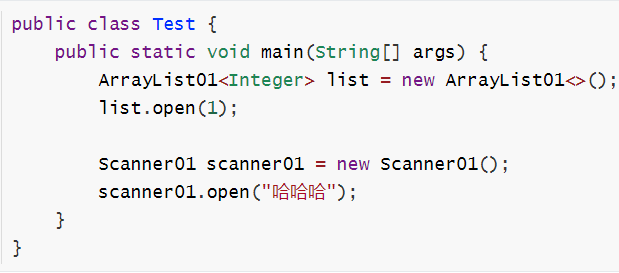 public class Test {
    public static void main(String[] args) {
        ArrayList01<Integer> list = new ArrayList01<>();
        list.open(1);

        Scanner01 scanner01 = new Scanner01();
        scanner01.open("哈哈哈");
    }
}